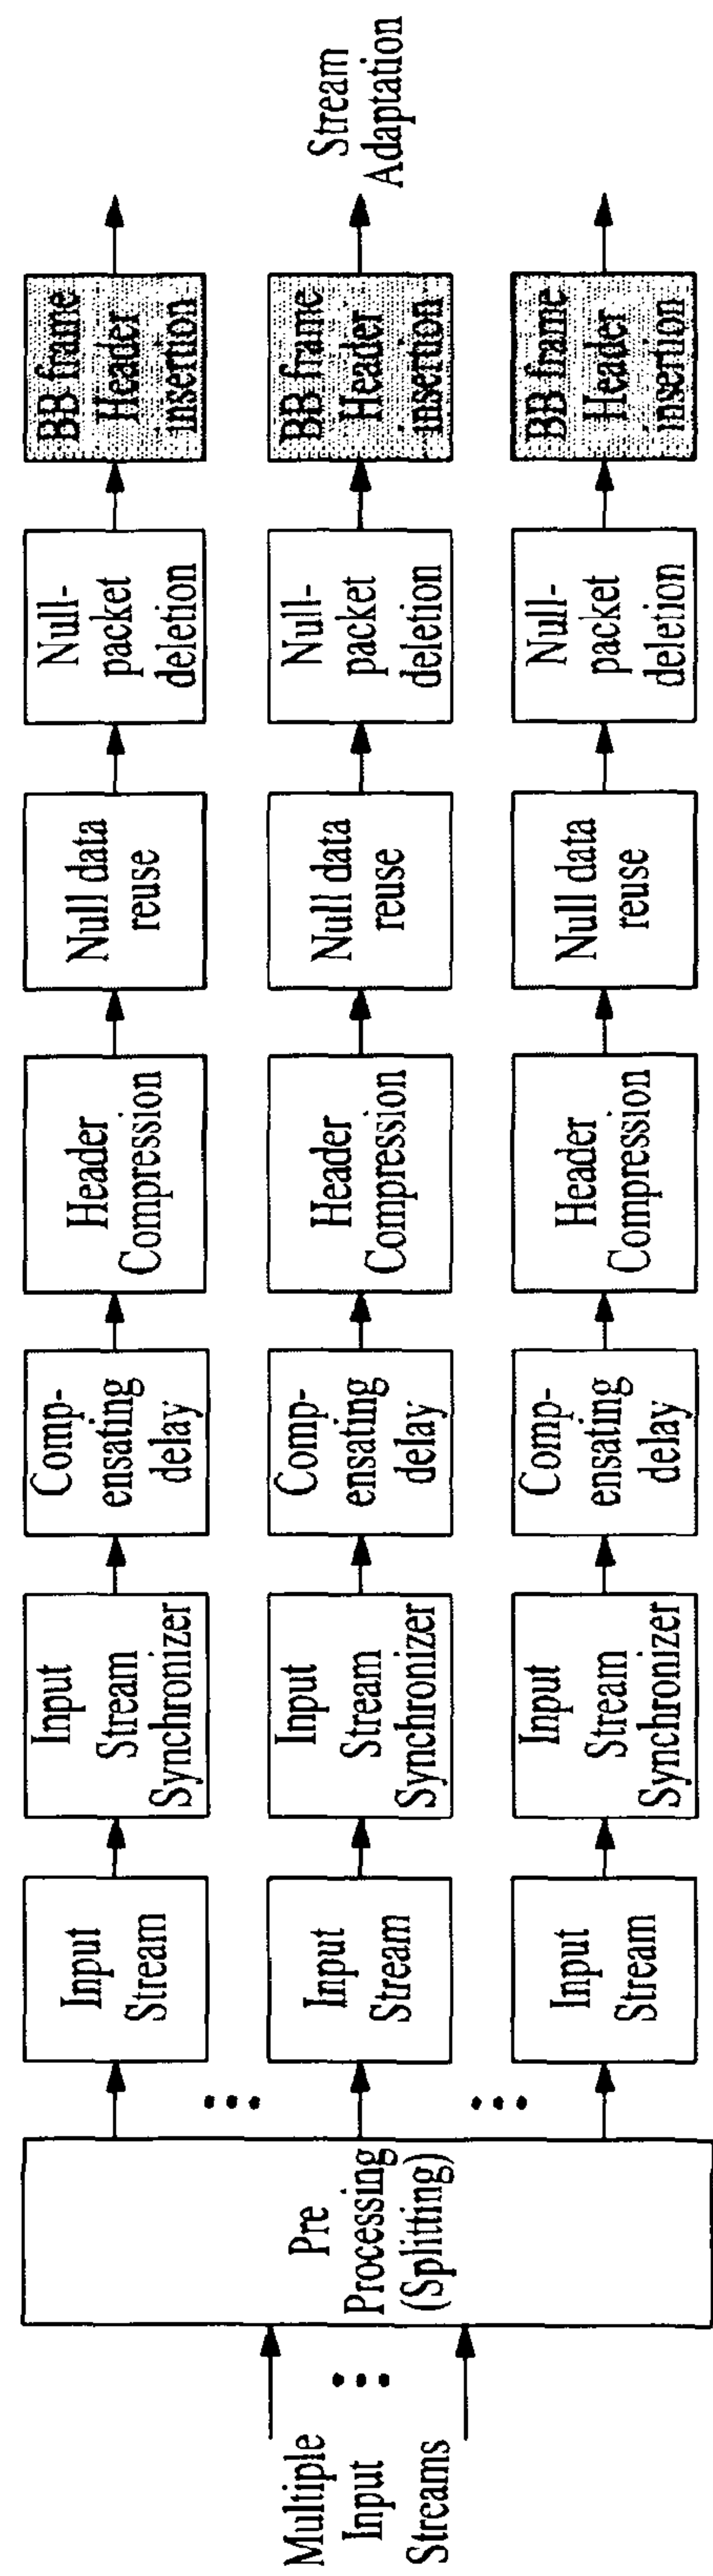 Multiple
Input
Streams
Pre
Processing
(Splitting)
Input
Stream
Input
Stream
Synchronizer
Comp-
ensating
delay
Header
Compression
Null data
reuse
Null-
packet
deletion
BB frame
Header
insertion
Input
Stream
Input
Stream
Synchronizer
Comp-
ensating
delay
Header
Compression
Null data
reuse
Null-
packet
deletion
BB frame
Header
insertion
Stream
Adaptation
Input
Stream
Input
Stream
Synchronizer
Comp-
ensating
delay
Header
Compression
Null data
reuse
Null-
packet
deletion
BB frame
Header
insertion